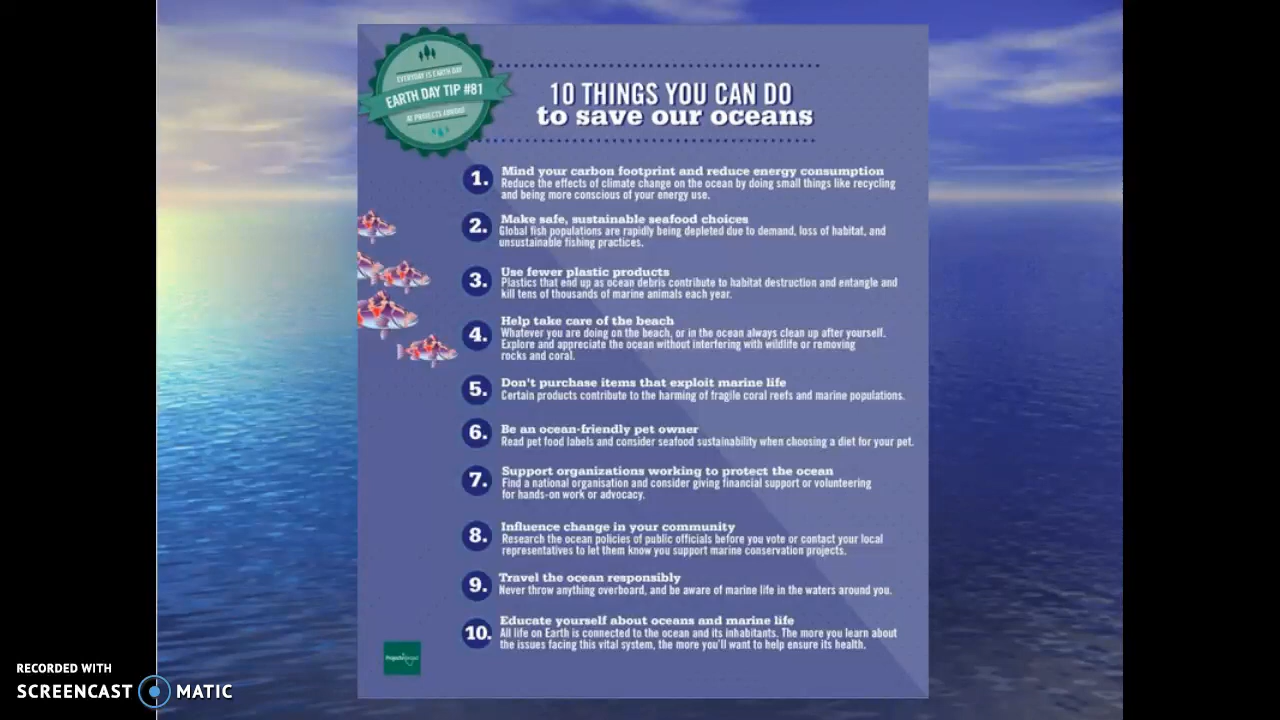 EVERYDAY IS EARTH DAY
EARTH DAY TIP #81
AT PROJECTS ABROAD
10 THINGS YOU CAN DO
to save our oceans
1. Mind your carbon footprint and reduce energy consumption
Reduce the effects of climate change on the ocean by doing small things like recycling
and being more conscious of your energy use.
2. Make safe, sustainable seafood choices
Global fish populations are rapidly being depleted due to demand, loss of habitat, and
unsustainable fishing practices.
3. Use fewer plastic products
Plastics that end up as ocean debris contribute to habitat destruction and entangle and
kill tens of thousands of marine animals each year.
4. Help take care of the beach
Whatever you are doing on the beach, or in the ocean always clean up after yourself.
Explore and appreciate the ocean without interfering with wildlife or removing
rocks and coral.
5. Don't purchase items that exploit marine life
Certain products contribute to the harming of fragile coral reefs and marine populations.
6. Be an ocean-friendly pet owner
Read pet food labels and consider seafood sustainability when choosing a diet for your pet.
7. Support organizations working to protect the ocean
Find a national organisation and consider giving financial support or volunteering
for hands-on work or advocacy.
8. Influence change in your community
Research the ocean policies of public officials before you vote or contact your local
representatives to let them know you support marine conservation projects.
9. Travel the ocean responsibly
Never throw anything overboard, and be aware of marine life in the waters around you.
10. Educate yourself about oceans and marine life
All life on Earth is connected to the ocean and its inhabitants. The more you learn about
the issues facing this vital system, the more you'll want to help ensure its health.
Projects Abroad
RECORDED WITH
SCREENCAST MATIC